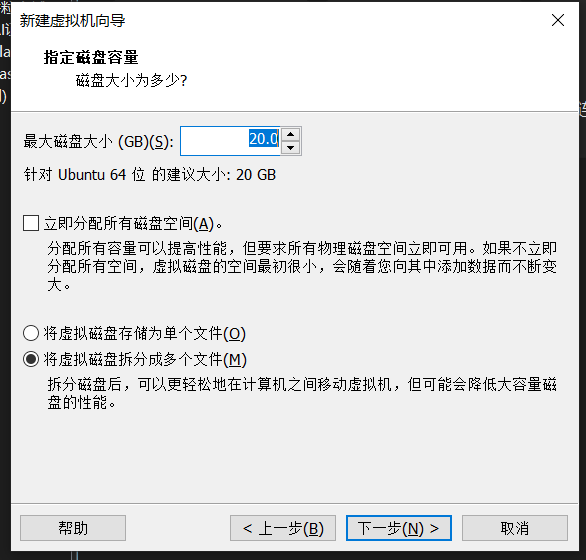 新建虚拟机向导
指定磁盘容量
磁盘大小为多少?
最大磁盘大小 (GB)(S): 20.0
针对 Ubuntu 64 位 的建议大小: 20 GB
立即分配所有磁盘空间(A)。
分配所有容量可以提高性能，但要求所有物理磁盘空间立即可用。如果不立即
分配所有空间，虚拟磁盘的空间最初很小，会随着您向其中添加数据而不断变
大。
将虚拟磁盘存储为单个文件(O)
将虚拟磁盘拆分成多个文件(M)
拆分磁盘后，可以更轻松地在计算机之间移动虚拟机，但可能会降低大容量磁
盘的性能。
帮助
< 上一步(B)
下一步(N) >
取消